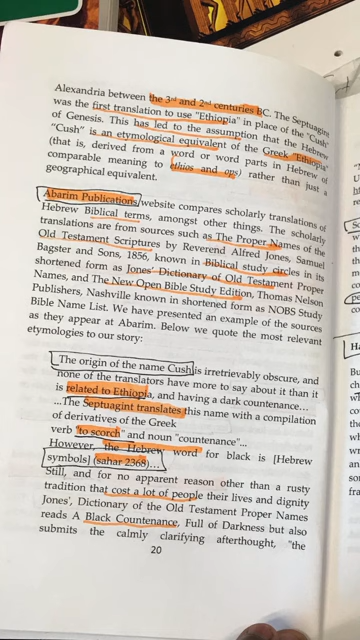 Alexandria between the 3rd and 2nd centuries BC. The Septuagint
was the first translation to use "Ethiopia" in place of the "Cush"
of Genesis. This has led to the assumption that the Hebrew
"Cush" is an etymological equivalent of the Greek "Ethiopia"
(that is, derived from a word or word parts in Hebrew of
comparable meaning to ethios and ops) rather than just a
geographical equivalent.
Abarim Publications website compares scholarly translations of
Hebrew Biblical terms, amongst other things. The scholarly
translations are from sources such as The Proper Names of the
Old Testament Scriptures by Reverend Alfred Jones, Samuel
Bagster and Sons, 1856, known in Biblical study circles in its
shortened form as Jones' Dictionary of Old Testament Proper
Names, and The New Open Bible Study Edition, Thomas Nelson
Publishers, Nashville known in shortened form as NOBS Study
Bible Name List. We have presented an example of the sources
as they appear at Abarim. Below we quote the most relevant
etymologies to our story:
The origin of the name Cush is irretrievably obscure, and
none of the translators have more to say about it than it
is related to Ethiopia, and having a dark countenance...
...The Septuagint translates this name with a compilation
of derivatives of the Greek
verb "to scorch" and noun "countenance"...
However, the Hebrew word for black is [Hebrew
symbols] (sahar 2368)...
Still, and for no apparent reason other than a rusty
tradition that cost a lot of people their lives and dignity
Jones', Dictionary of the Old Testament Proper Names
reads A Black Countenance, Full of Darkness but also
submits the calmly clarifying afterthought, "the
20